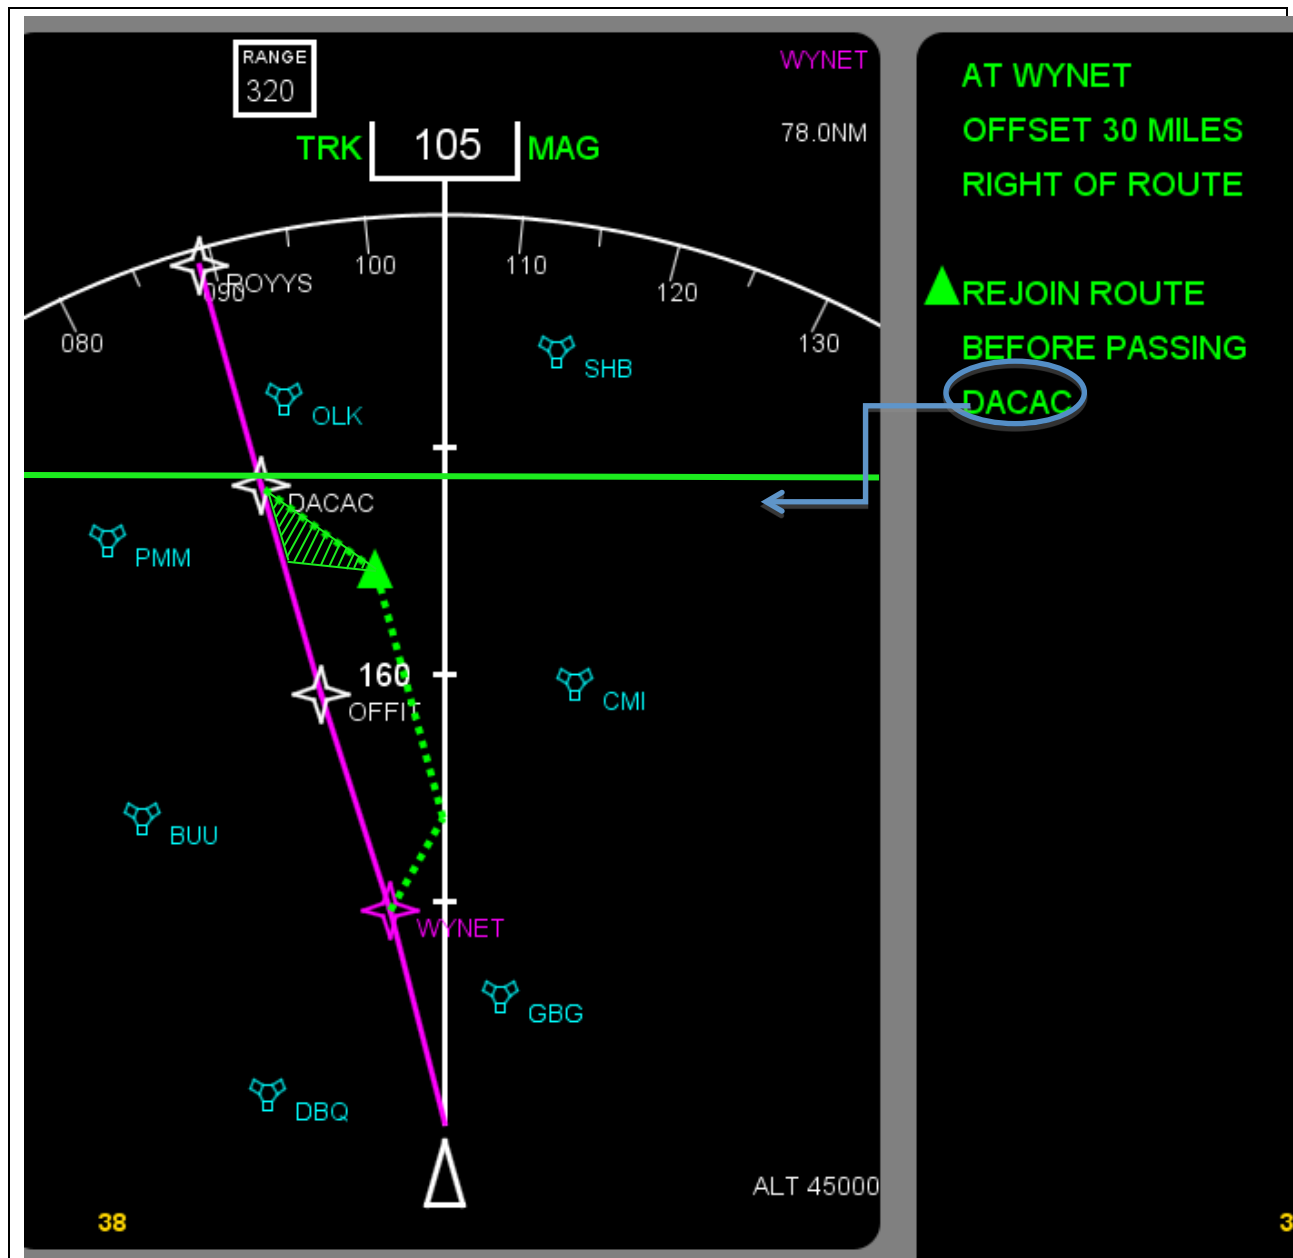 RANGE
320
WYNET
78.0NM
TRK 105 MAG
100
110
090
ROYYS
120
080
130
SHB
OLK
DACAC
PMM
160
OFFIT
CMI
BUU
WYNET
GBG
DBQ
ALT 45000
38
AT WYNET
OFFSET 30 MILES
RIGHT OF ROUTE
REJOIN ROUTE
BEFORE PASSING
DACAC